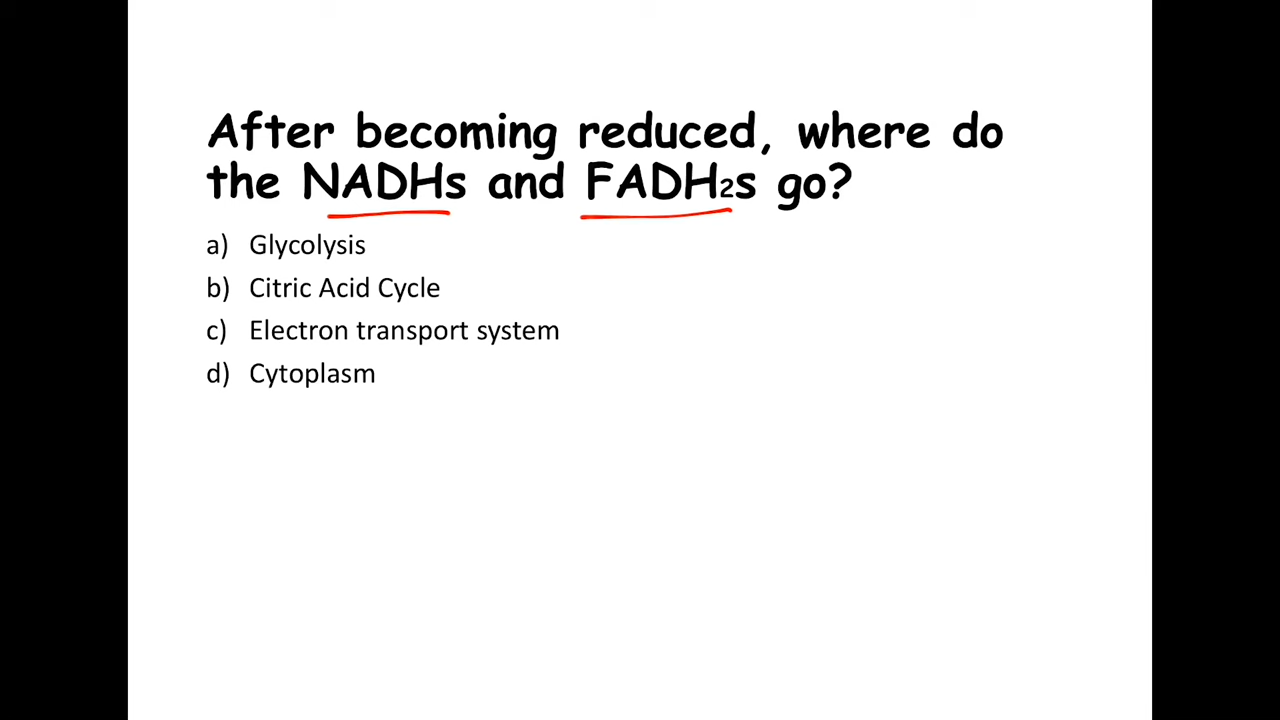 After becoming reduced, where do
the NADHs and FADH2s go?
a) Glycolysis
b) Citric Acid Cycle
c) Electron transport system
d) Cytoplasm